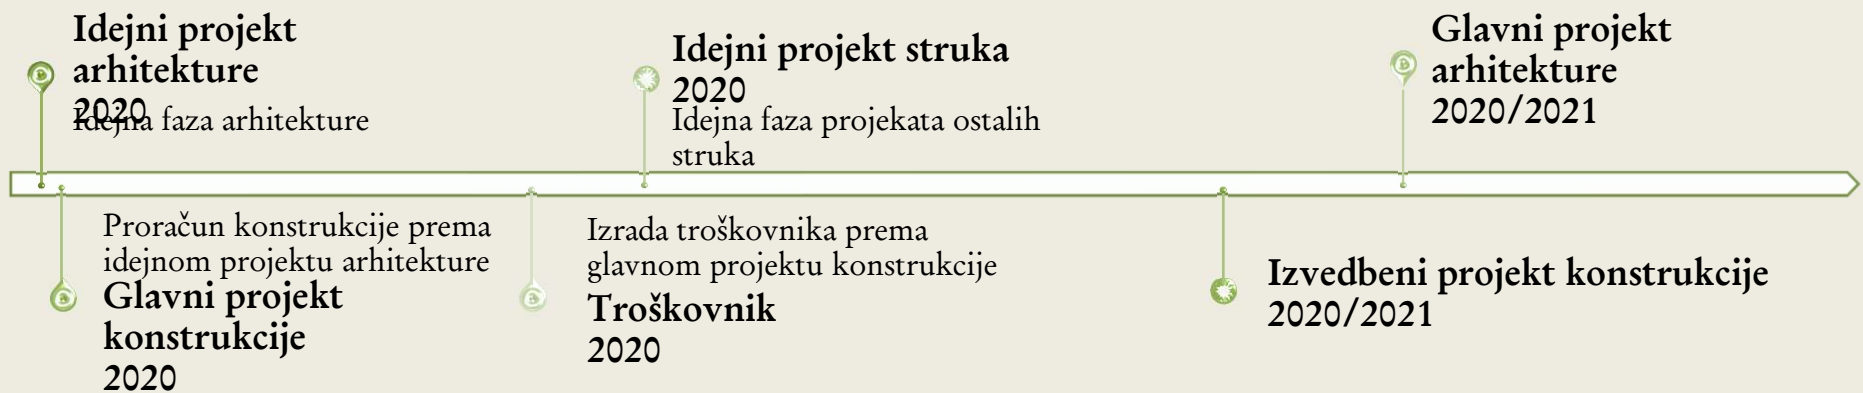 Idejni projekt
arhitekture
2020
Idejna faza arhitekture
Idejni projekt struka
2020
Idejna faza projekata ostalih
struka
Glavni projekt
arhitekture
2020/2021
Proračun konstrukcije prema
idejnom projektu arhitekture
Glavni projekt
konstrukcije
2020
Izrada troškovnika prema
glavnom projektu konstrukcije
Troškovnik
2020
Izvedbeni projekt konstrukcije
2020/2021